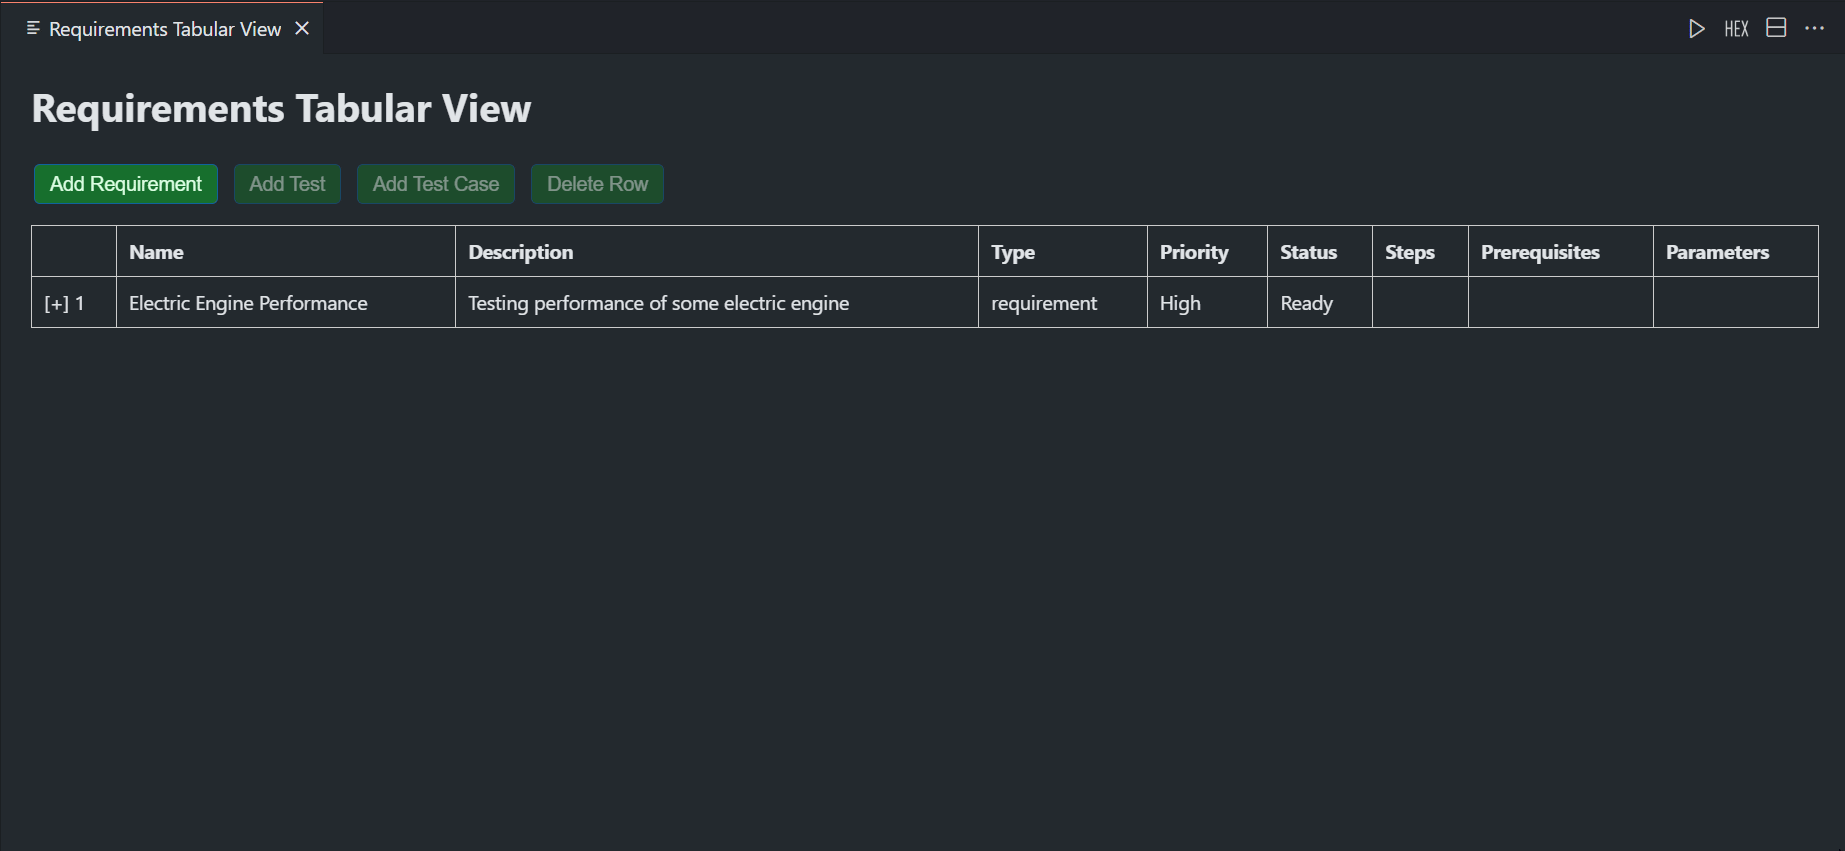 Requirements Tabular View
HEX
Requirements Tabular View
Add Requirement Add Test Add Test Case Delete Row
Name Description Type Priority Status Steps Prerequisites Parameters
[+] 1 Electric Engine Performance Testing performance of some electric engine requirement High Ready